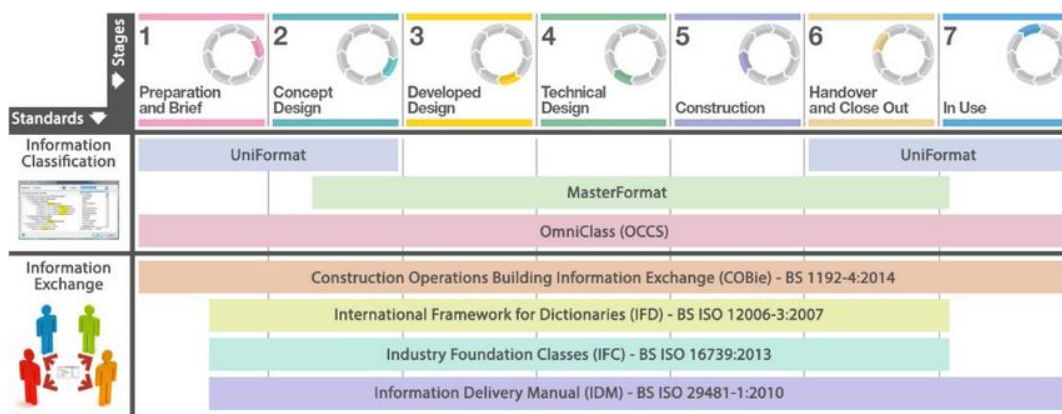 Stages
Standards
1
Preparation
and Brief
2
Concept
Design
3
Developed
Design
4
Technical
Design
5
Construction
6
Handover
and Close Out
7
In Use
Information
Classification
UniFormat
UniFormat
MasterFormat
OmniClass (OCCS)
Information
Exchange
Construction Operations Building Information Exchange (COBie) - BS 1192-4:2014
International Framework for Dictionaries (IFD) - BS ISO 12006-3:2007
Industry Foundation Classes (IFC) - BS ISO 16739:2013
Information Delivery Manual (IDM) - BS ISO 29481-1:2010